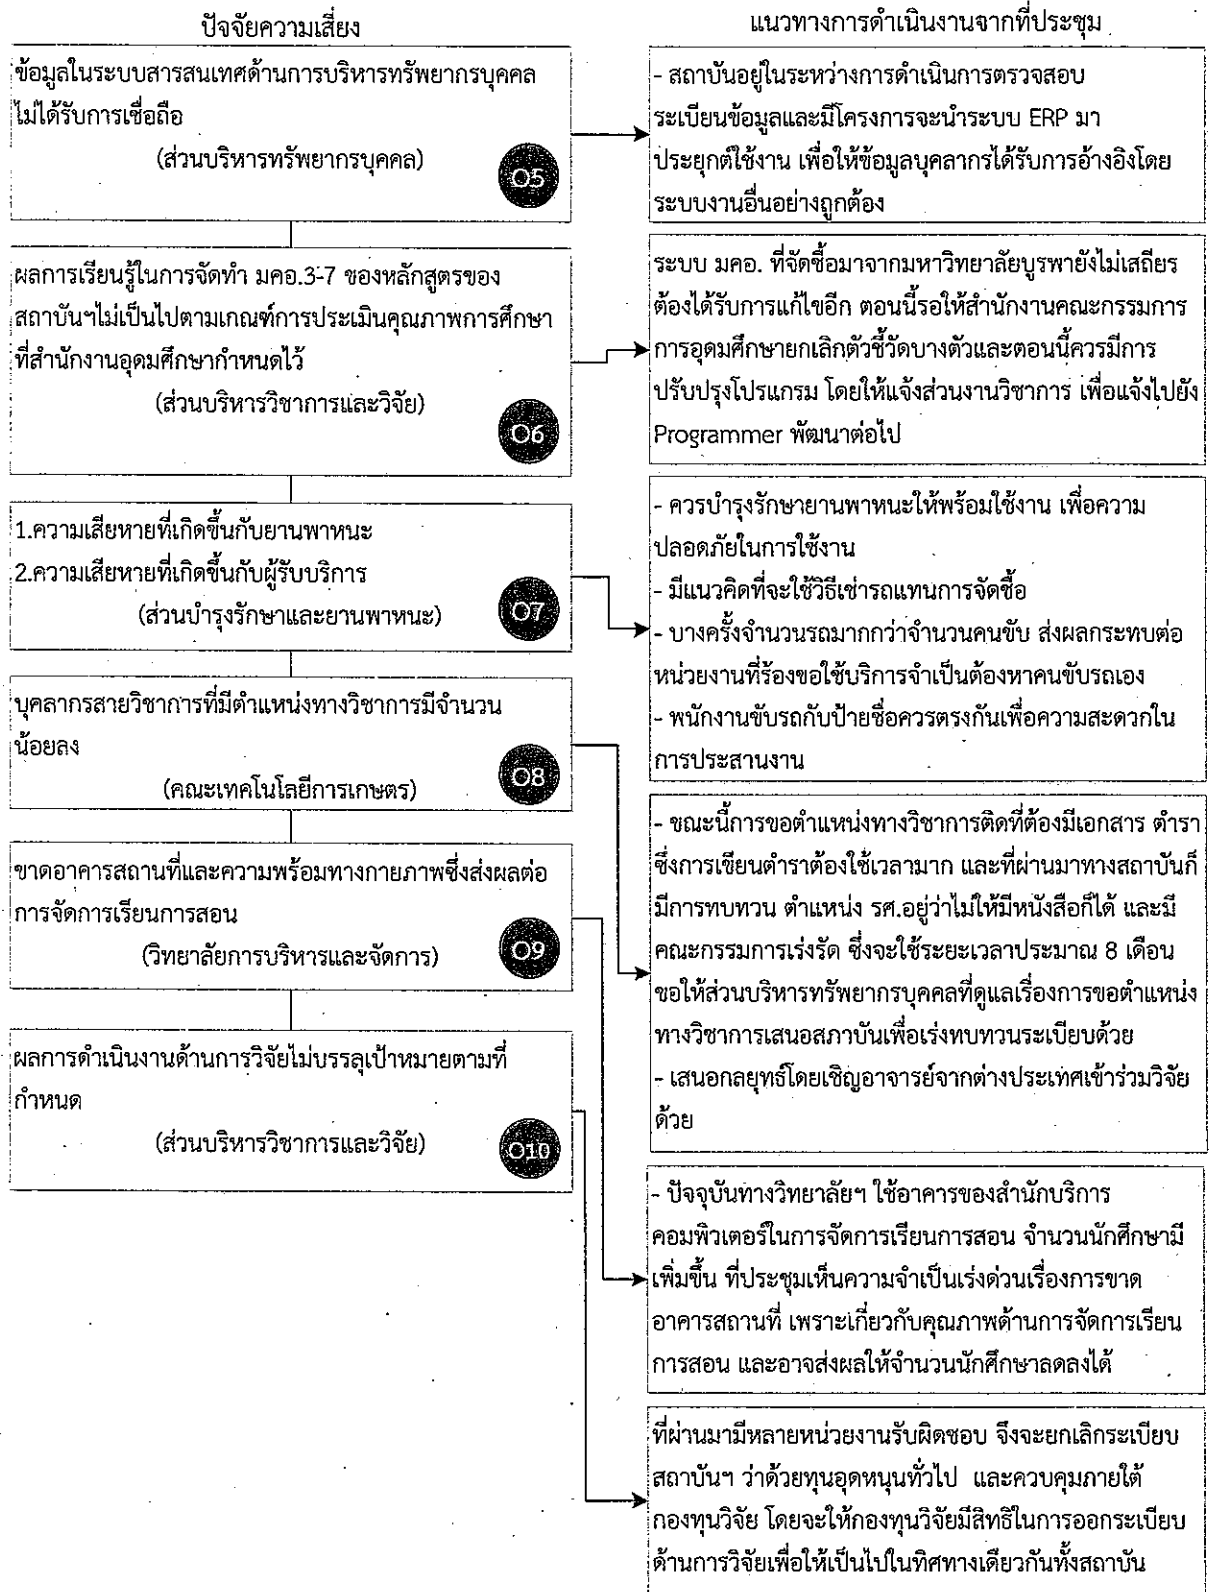 ปัจจัยความเสี่ยง
แนวทางการดำเนินงานจากที่ประชุม
ข้อมูลในระบบสารสนเทศด้านการบริหารทรัพยากรบุคคล
ไม่ได้รับการเชื่อถือ
(ส่วนบริหารทรัพยากรบุคคล)
O5
- สถาบันอยู่ในระหว่างการดำเนินการตรวจสอบ
ระเบียนข้อมูลและมีโครงการจะนำระบบ ERP มา
ประยุกต์ใช้งาน เพื่อให้ข้อมูลบุคลากรได้รับการอ้างอิงโดย
ระบบงานอื่นอย่างถูกต้อง
ผลการเรียนรู้ในการจัดทำ มคอ.3-7 ของหลักสูตรของ
สถาบันฯไม่เป็นไปตามเกณฑ์การประเมินคุณภาพการศึกษา
ที่สำนักงานอุดมศึกษากำหนดไว้
(ส่วนบริหารวิชาการและวิจัย)
O6
ระบบ มคอ. ที่จัดซื้อมาจากมหาวิทยาลัยบูรพายังไม่เสถียร
ต้องได้รับการแก้ไขอีก ตอนนี้รอให้สำนักงานคณะกรรมการ
การอุดมศึกษายกเลิกตัวชี้วัดบางตัวและตอนนี้ควรมีการ
ปรับปรุงโปรแกรม โดยให้แจ้งส่วนงานวิชาการ เพื่อแจ้งไปยัง
Programmer พัฒนาต่อไป
1.ความเสียหายที่เกิดขึ้นกับยานพาหนะ
2.ความเสียหายที่เกิดขึ้นกับผู้รับบริการ
(ส่วนบำรุงรักษาและยานพาหนะ)
O7
- ควรบำรุงรักษายานพาหนะให้พร้อมใช้งาน เพื่อความ
ปลอดภัยในการใช้งาน
- มีแนวคิดที่จะใช้วิธีเช่ารถแทนการจัดซื้อ
- บางครั้งจำนวนรถมากกว่าจำนวนคนขับ ส่งผลกระทบต่อ
หน่วยงานที่ร้องขอใช้บริการจำเป็นต้องหาคนขับรถเอง
- พนักงานขับรถกับป้ายชื่อควรตรงกันเพื่อความสะดวกใน
การประสานงาน
บุคลากรสายวิชาการที่มีตำแหน่งทางวิชาการมีจำนวน
น้อยลง
(คณะเทคโนโลยีการเกษตร)
O8
- ขณะนี้การขอตำแหน่งทางวิชาการติดที่ต้องมีเอกสาร ตำรา
ซึ่งการเขียนตำราต้องใช้เวลามาก และที่ผ่านมาทางสถาบันก็
มีการทบทวน ตำแหน่ง รศ.อยู่ว่าไม่ให้มีหนังสือก็ได้ และมี
คณะกรรมการเร่งรัด ซึ่งจะใช้ระยะเวลาประมาณ 8 เดือน
ขอให้ส่วนบริหารทรัพยากรบุคคลที่ดูแลเรื่องการขอตำแหน่ง
ทางวิชาการเสนอสภาบันเพื่อเร่งทบทวนระเบียบด้วย
- เสนอกลยุทธ์โดยเชิญอาจารย์จากต่างประเทศเข้าร่วมวิจัย
ด้วย
ขาดอาคารสถานที่และความพร้อมทางกายภาพซึ่งส่งผลต่อ
การจัดการเรียนการสอน
(วิทยาลัยการบริหารและจัดการ)
O9
- ปัจจุบันทางวิทยาลัยฯ ใช้อาคารของสำนักบริการ
คอมพิวเตอร์ในการจัดการเรียนการสอน จำนวนนักศึกษามี
เพิ่มขึ้น ที่ประชุมเห็นความจำเป็นเร่งด่วนเรื่องการขาด
อาคารสถานที่ เพราะเกี่ยวกับคุณภาพด้านการจัดการเรียน
การสอน และอาจส่งผลให้จำนวนนักศึกษาลดลงได้
ผลการดำเนินงานด้านการวิจัยไม่บรรลุเป้าหมายตามที่
กำหนด
(ส่วนบริหารวิชาการและวิจัย)
O10
ที่ผ่านมามีหลายหน่วยงานรับผิดชอบ จึงจะยกเลิกระเบียบ
สถาบันฯ ว่าด้วยทุนอุดหนุนทั่วไป และควบคุมภายใต้
กองทุนวิจัย โดยจะให้กองทุนวิจัยมีสิทธิในการออกระเบียบ
ด้านการวิจัยเพื่อให้เป็นไปในทิศทางเดียวกันทั้งสถาบัน